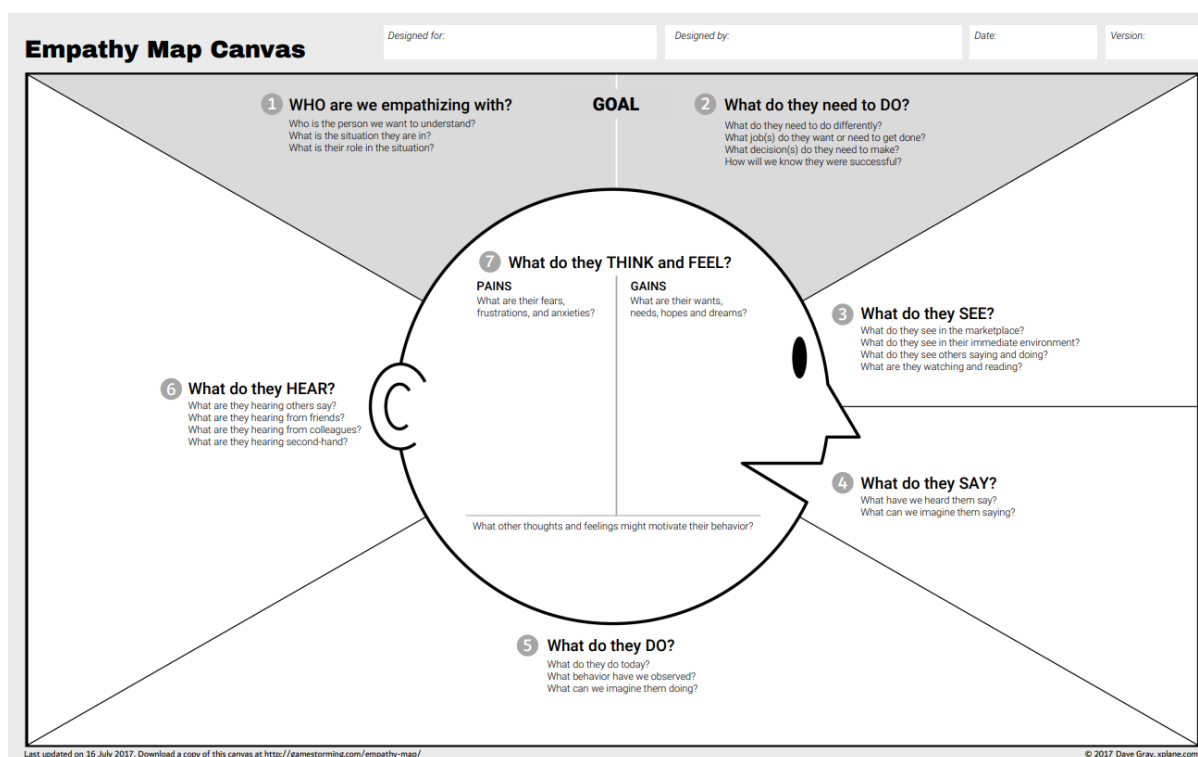 Empathy Map Canvas
Designed for:
Designed by:
Date:
Version:
1 WHO are we empathizing with?
Who is the person we want to understand?
What is the situation they are in?
What is their role in the situation?
GOAL
2 What do they need to DO?
What do they need to do differently?
What job(s) do they want or need to get done?
What decision(s) do they need to make?
How will we know they were successful?
7 What do they THINK and FEEL?
PAINS
What are their fears,
frustrations, and anxieties?
GAINS
What are their wants,
needs, hopes and dreams?
3 What do they SEE?
What do they see in the marketplace?
What do they see in their immediate environment?
What do they see others saying and doing?
What are they watching and reading?
6 What do they HEAR?
What are they hearing others say?
What are they hearing from friends?
What are they hearing from colleagues?
What are they hearing second-hand?
4 What do they SAY?
What have we heard them say?
What can we imagine them saying?
What other thoughts and feelings might motivate their behavior?
5 What do they DO?
What do they do today?
What behavior have we observed?
What can we imagine them doing?
Last updated on 16 July 2017. Download a copy of this canvas at http://gamestorming.com/empathy-map/
© 2017 Dave Gray, xplane.com